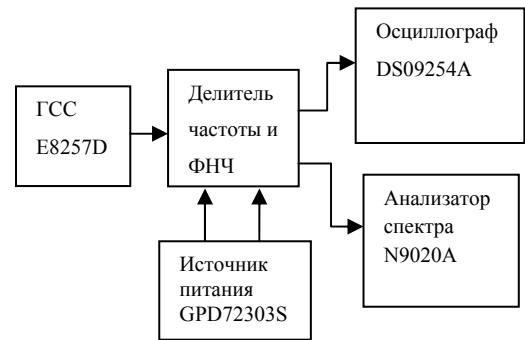 ГСС
E8257D
Делитель
частоты и
ФНЧ
Осциллограф
DS09254A
Анализатор
спектра
N9020A
Источник
питания
GPD72303S